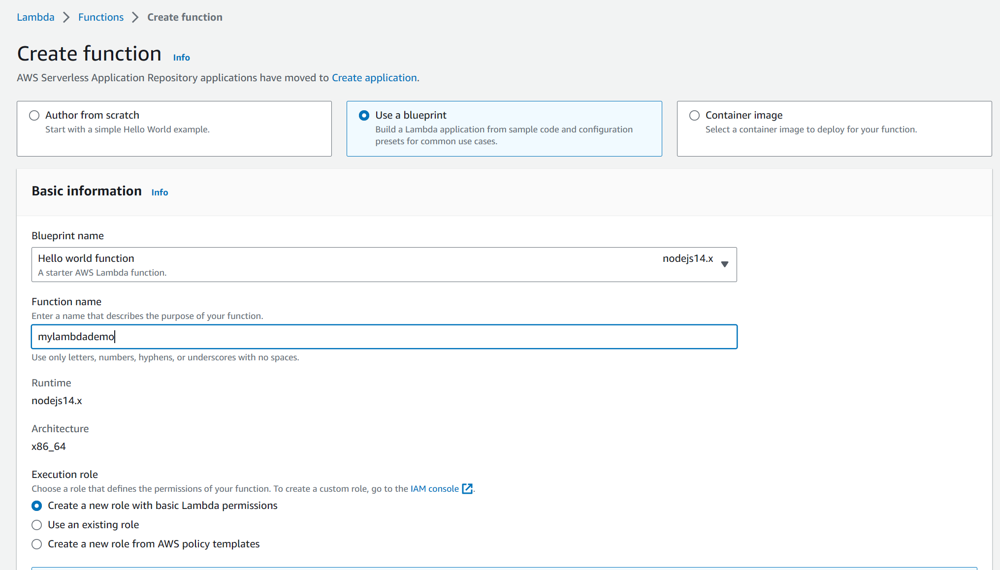 Lambda > Functions > Create function
Create function Info
AWS Serverless Application Repository applications have moved to Create application.
Author from scratch
Start with a simple Hello World example.
Use a blueprint
Build a Lambda application from sample code and configuration
presets for common use cases.
Container image
Select a container image to deploy for your function.
Basic information Info
Blueprint name
Hello world function nodejs14.x
A starter AWS Lambda function.
Function name
Enter a name that describes the purpose of your function.
mylambdademo
Use only letters, numbers, hyphens, or underscores with no spaces.
Runtime
nodejs14.x
Architecture
x86_64
Execution role
Choose a role that defines the permissions of your function. To create a custom role, go to the IAM console.
Create a new role with basic Lambda permissions
Use an existing role
Create a new role from AWS policy templates